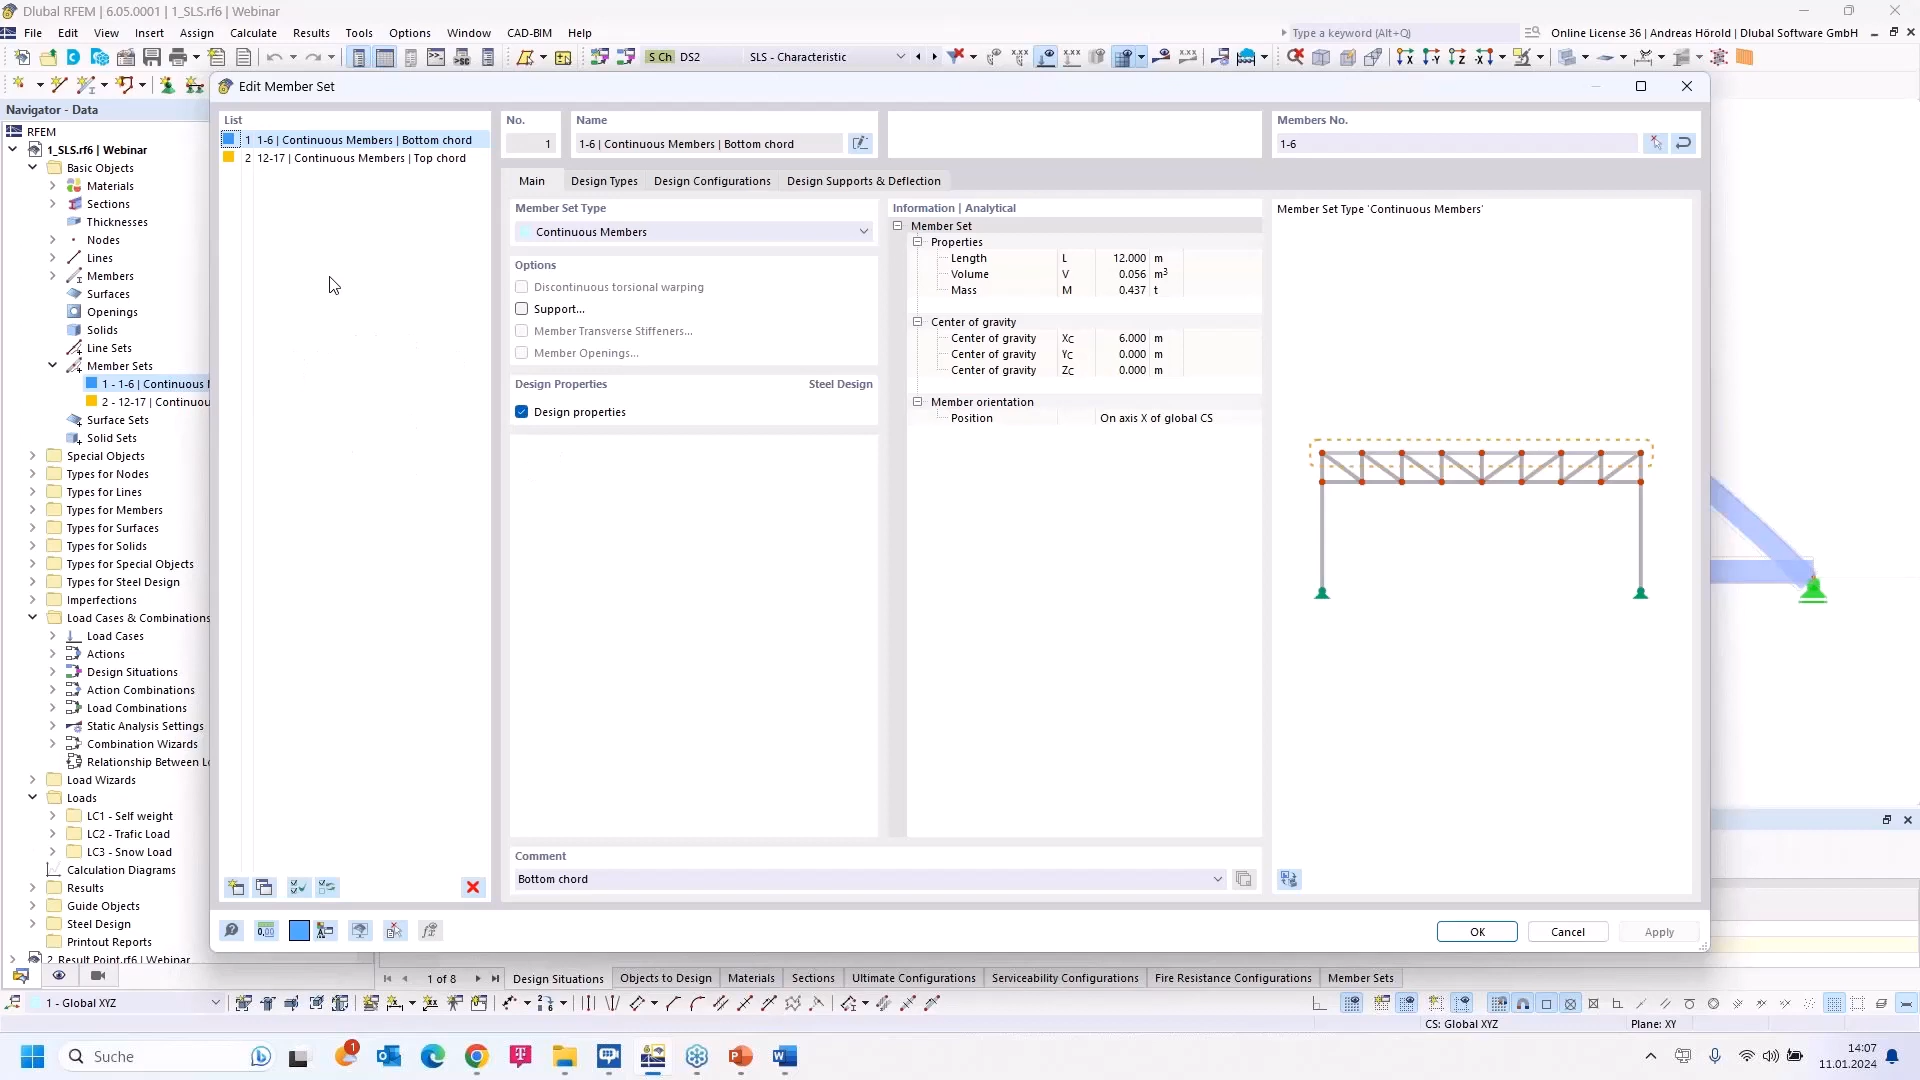 Dlubal RFEM | 6.05.0001 | 1_SLS.rf6 | Webinar
File Edit View Insert Assign Calculate Results Tools Options Window CAD-BIM Help
Type a keyword (Alt+Q)
Online License 36 | Andreas Hörold | Dlubal Software GmbH
S Ch DS2 SLS - Characteristic
Navigator - Data
RFEM
1_SLS.rf6 | Webinar
Basic Objects
Materials
Sections
Thicknesses
Nodes
Lines
Members
Surfaces
Openings
Solids
Line Sets
Member Sets
1 - 1-6 | Continuous
2 - 12-17 | Continuou
Surface Sets
Solid Sets
Special Objects
Types for Nodes
Types for Lines
Types for Members
Types for Surfaces
Types for Solids
Types for Special Objects
Types for Steel Design
Imperfections
Load Cases & Combinations
Load Cases
Actions
Design Situations
Action Combinations
Load Combinations
Static Analysis Settings
Combination Wizards
Relationship Between L
Load Wizards
Loads
LC1 - Self weight
LC2 - Trafic Load
LC3 - Snow Load
Calculation Diagrams
Results
Guide Objects
Steel Design
Printout Reports
2_Result Point.rf6 | Webinar
Edit Member Set
List
1 1-6 | Continuous Members | Bottom chord
2 12-17 | Continuous Members | Top chord
No.
1
Name
1-6 | Continuous Members | Bottom chord
Members No.
1-6
Main Design Types Design Configurations Design Supports & Deflection
Member Set Type
Continuous Members
Options
Discontinuous torsional warping
Support...
Member Transverse Stiffeners...
Member Openings...
Design Properties Steel Design
Design properties
Information | Analytical
Member Set
Properties
Length L 12.000 m
Volume V 0.056 m³
Mass M 0.437 t
Center of gravity
Center of gravity XC 6.000 m
Center of gravity YC 0.000 m
Center of gravity ZC 0.000 m
Member orientation
Position On axis X of global CS
Member Set Type 'Continuous Members'
Comment
Bottom chord
OK Cancel Apply
1 of 8 Design Situations Objects to Design Materials Sections Ultimate Configurations Serviceability Configurations Fire Resistance Configurations Member Sets
1 - Global XYZ
CS: Global XYZ Plane: XY
Suche
1
14:07
11.01.2024